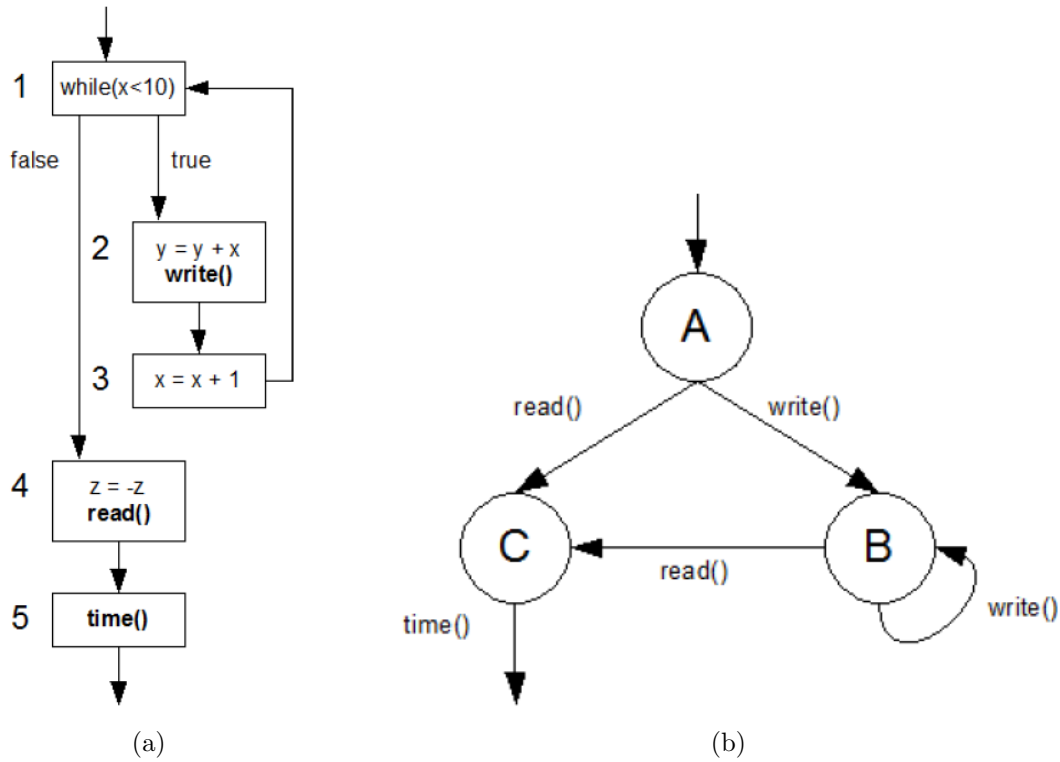 1
while(x<10)
false
true
2
y = y + x
write()
3
x = x + 1
4
z = -z
read()
5
time()
(a)
A
read()
write()
C
B
read()
write()
time()
(b)